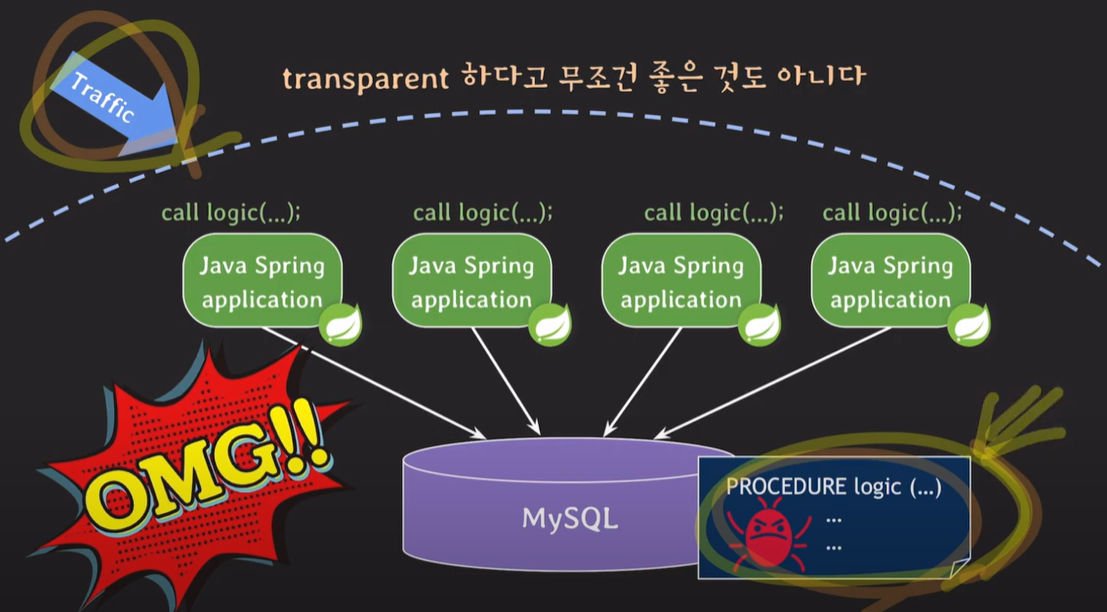 Traffic
transparent 하다고 무조건 좋은 것도 아니다
call logic(...);
call logic(...);
call logic(...);
call logic(...);
Java Spring
application
Java Spring
application
Java Spring
application
Java Spring
application
OMG!!
MySQL
PROCEDURE logic (...)
...
...